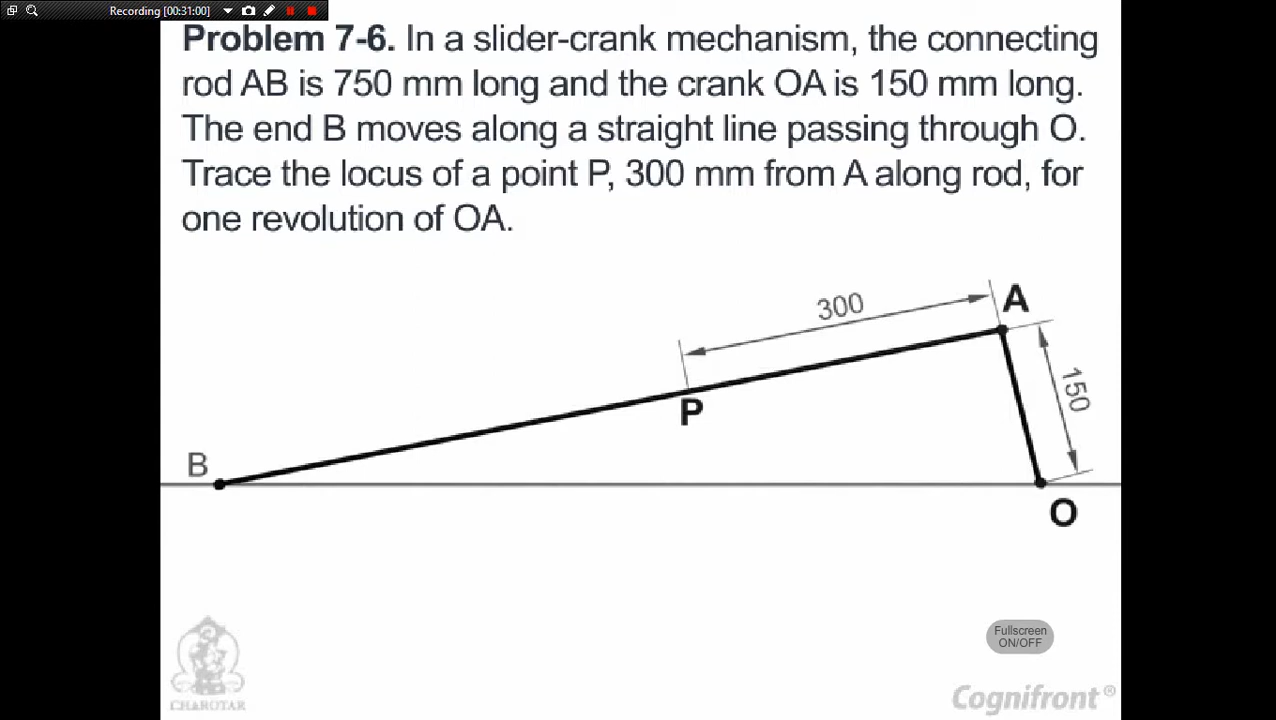 Recording [00:31:00]
Problem 7-6. In a slider-crank mechanism, the connecting
rod AB is 750 mm long and the crank OA is 150 mm long.
The end B moves along a straight line passing through O.
Trace the locus of a point P, 300 mm from A along rod, for
one revolution of OA.
300
A
150
P
B
O
Fullscreen
ON/OFF
CHAROTAR
Cognifront®